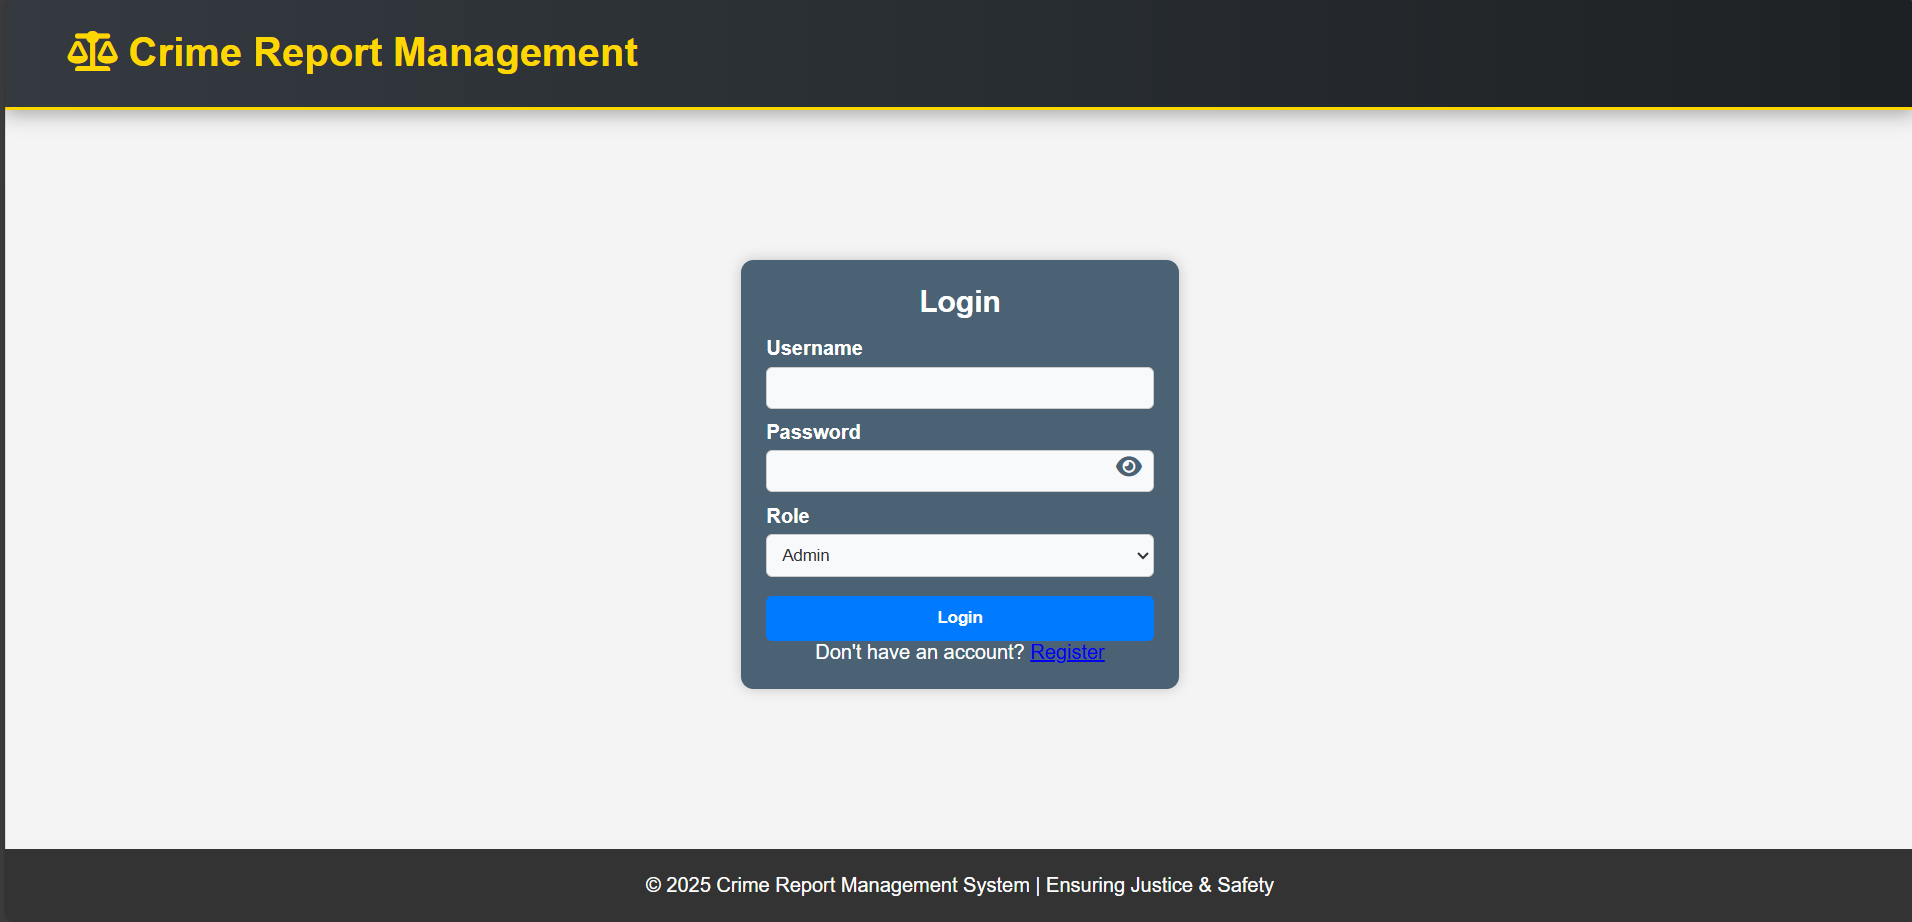 Crime Report Management
Login
Username
Password
Role
Admin
Login
Don't have an account? Register
© 2025 Crime Report Management System | Ensuring Justice & Safety